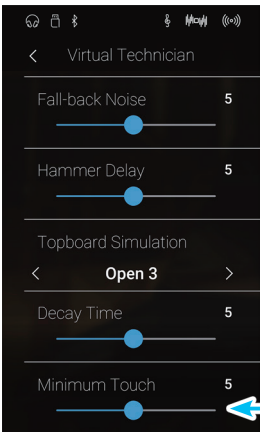 Virtual Technician
Fall-back Noise 5
Hammer Delay 5
Topboard Simulation
Open 3
Decay Time 5
Minimum Touch 5